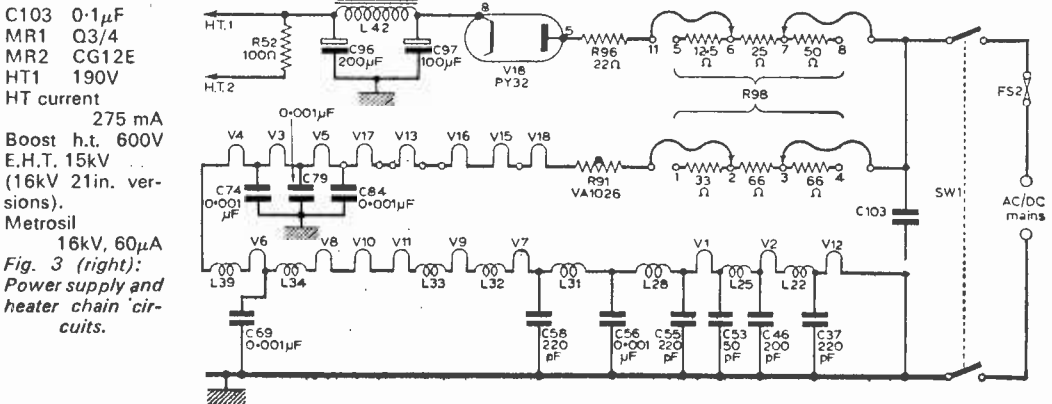 C103 0·1µF
MR1 Q3/4
MR2 CG12E
HT1 190V
HT current
275 mA
Boost h.t. 600V
E.H.T. 15kV
(16kV 21in. ver-
sions).
Metrosil
16kV, 60µA
Fig. 3 (right):
Power supply and
heater chain cir-
cuits.
H.T.1
R52
100Ω
H.T.2
L42
C96
200µF
C97
100µF
8
5
V18
PY32
R96
22Ω
11
5
12·5
Ω
6
25
Ω
7
50
Ω
8
R98
FS2
SW1
AC/DC
mains
0·001µF
V4
V3
V5
V17
V13
V16
V15
V18
C74
0·001
µF
C79
C84
0·001µF
R91
VA1026
1
33
Ω
2
66
Ω
3
66
Ω
4
C103
V6
V8
V10
V11
V9
V7
V1
V2
V12
L39
L34
L33
L32
L31
L28
L25
L22
C69
0·001µF
C58
220
pF
C56
0·001
µF
C55
220
pF
C53
50
pF
C46
200
pF
C37
220
pF